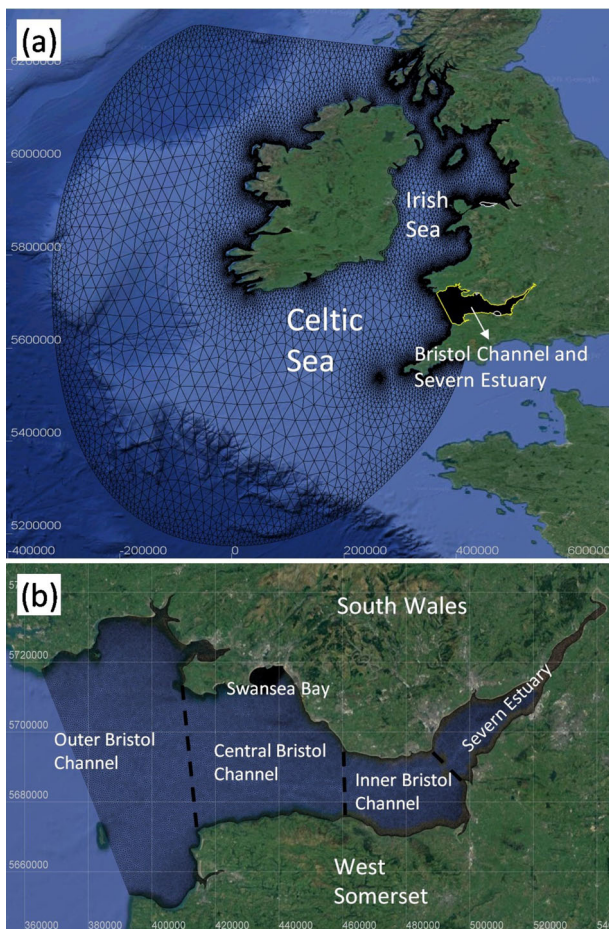 (a)
6200000
6000000
Irish
Sea
5800000
Celtic
Sea
5600000
Bristol Channel and
Severn Estuary
5400000
5200000
-400000
-200000
0
200000
400000
600000
(b)
South Wales
5720000
Swansea Bay
Severn Estuary
5700000
Outer Bristol
Channel
Central Bristol
Channel
Inner Bristol
Channel
5680000
5660000
West
Somerset
360000
380000
400000
420000
440000
460000
480000
500000
520000